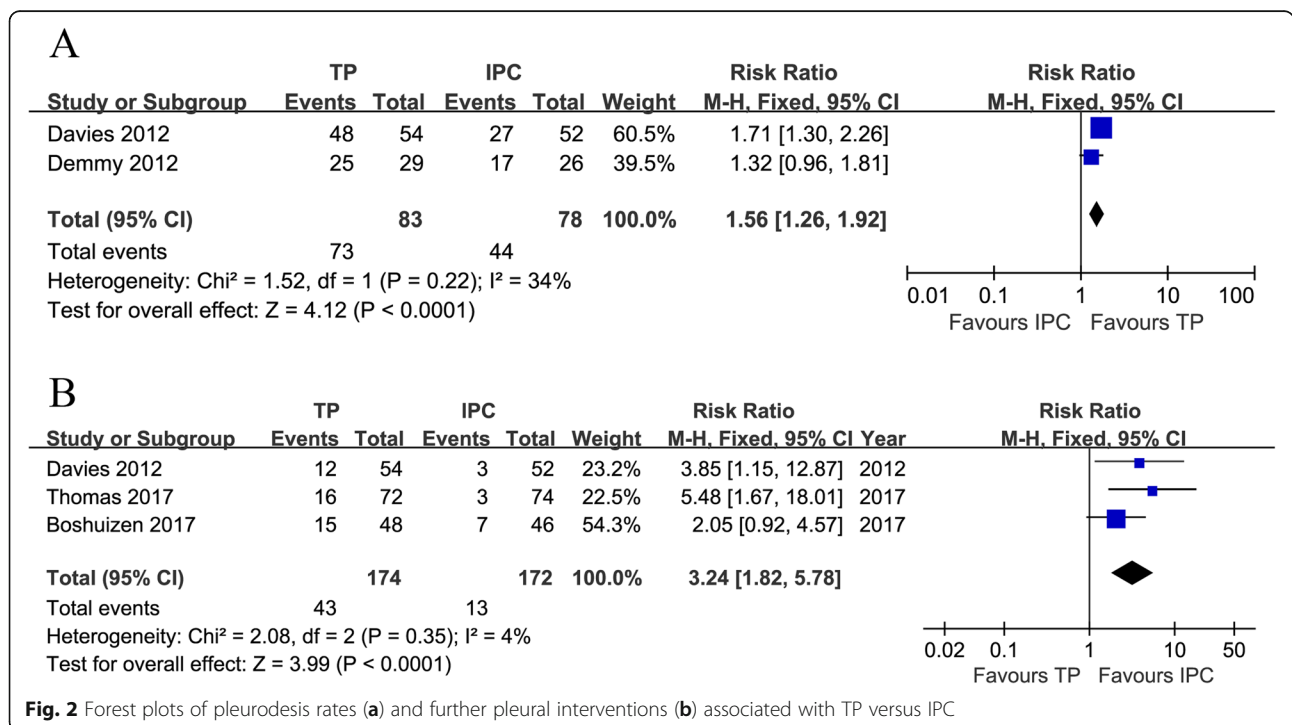 A
TP IPC Risk Ratio Risk Ratio
Study or Subgroup Events Total Events Total Weight M-H, Fixed, 95% CI M-H, Fixed, 95% CI
Davies 2012 48 54 27 52 60.5% 1.71 [1.30, 2.26]
Demmy 2012 25 29 17 26 39.5% 1.32 [0.96, 1.81]
Total (95% CI) 83 78 100.0% 1.56 [1.26, 1.92]
Total events 73 44
Heterogeneity: Chi² = 1.52, df = 1 (P = 0.22); I² = 34%
Test for overall effect: Z = 4.12 (P < 0.0001)
0.01 0.1 1 10 100
Favours IPC Favours TP
B
TP IPC Risk Ratio Risk Ratio
Study or Subgroup Events Total Events Total Weight M-H, Fixed, 95% CI Year M-H, Fixed, 95% CI
Davies 2012 12 54 3 52 23.2% 3.85 [1.15, 12.87] 2012
Thomas 2017 16 72 3 74 22.5% 5.48 [1.67, 18.01] 2017
Boshuizen 2017 15 48 7 46 54.3% 2.05 [0.92, 4.57] 2017
Total (95% CI) 174 172 100.0% 3.24 [1.82, 5.78]
Total events 43 13
Heterogeneity: Chi² = 2.08, df = 2 (P = 0.35); I² = 4%
Test for overall effect: Z = 3.99 (P < 0.0001)
0.02 0.1 1 10 50
Favours TP Favours IPC
Fig. 2 Forest plots of pleurodesis rates (a) and further pleural interventions (b) associated with TP versus IPC